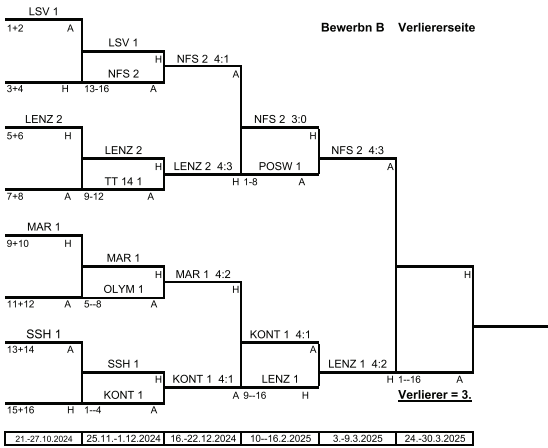 LSV 1
Bewerbn B    Verliererseite
1+2 A
LSV 1
H
NFS 2 4:1
NFS 2
A
3+4 H 13-16 A
LENZ 2
NFS 2 3:0
5+6 H
H
LENZ 2
NFS 2 4:3
H
LENZ 2 4:3
POSW 1
A
TT 14 1
H 1-8 A
7+8 A 9-12 A
MAR 1
9+10 H
MAR 1
H
H
MAR 1 4:2
OLYM 1
H
11+12 A 5--8 A
SSH 1
KONT 1 4:1
13+14 A
A
SSH 1
LENZ 1 4:2
H
KONT 1 4:1
LENZ 1
H 1--16 A
KONT 1
A 9--16 H
Verlierer = 3.
15+16 H 1--4 A
21.-27.10.2024 25.11.-1.12.2024 16.-22.12.2024 10--16.2.2025 3.-9.3.2025 24.-30.3.2025